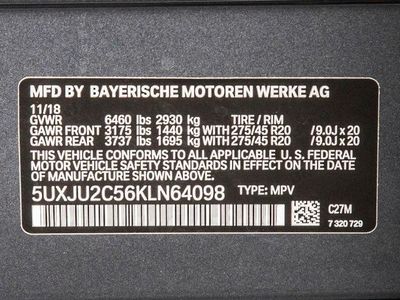 MFD BY BAYERISCHE MOTOREN WERKE AG
11/18
GVWR 6460 lbs 2930 kg TIRE / RIM
GAWR FRONT 3175 lbs 1440 kg WITH 275/45 R20 /9.0J x 20
GAWR REAR 3737 lbs 1695 kg WITH 275/45 R20 /9.0J x 20
THIS VEHICLE CONFORMS TO ALL APPLICABLE U.S. FEDERAL
MOTOR VEHICLE SAFETY STANDARDS IN EFFECT ON THE DATE
OF MANUFACTURE SHOWN ABOVE.
5UXJU2C56KLN64098 TYPE: MPV
C27M
7 320 729